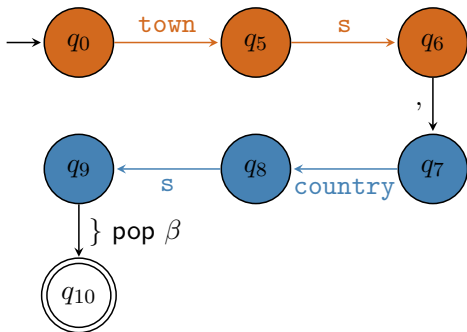 q0 town q5 s q6
,
q9 s q8 country q7
} pop β
q10